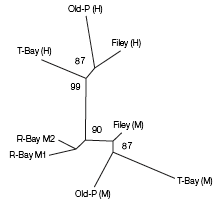 Old-P (H)
Filey (H)
T-Bay (H)
87
99
90
Filey (M)
R-Bay M2
87
R-Bay M1
T-Bay (M)
Old-P (M)